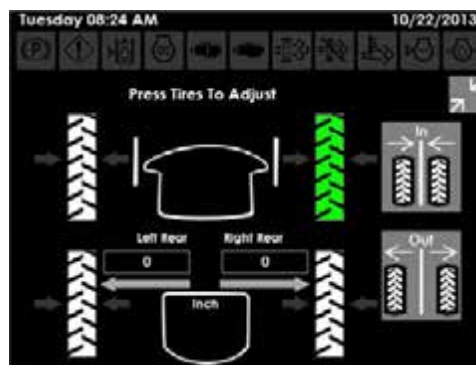 Tuesday 08:24 AM 10/22/2013
Press Tires To Adjust
In
Left Rear Right Rear
0 0
Out
Inch